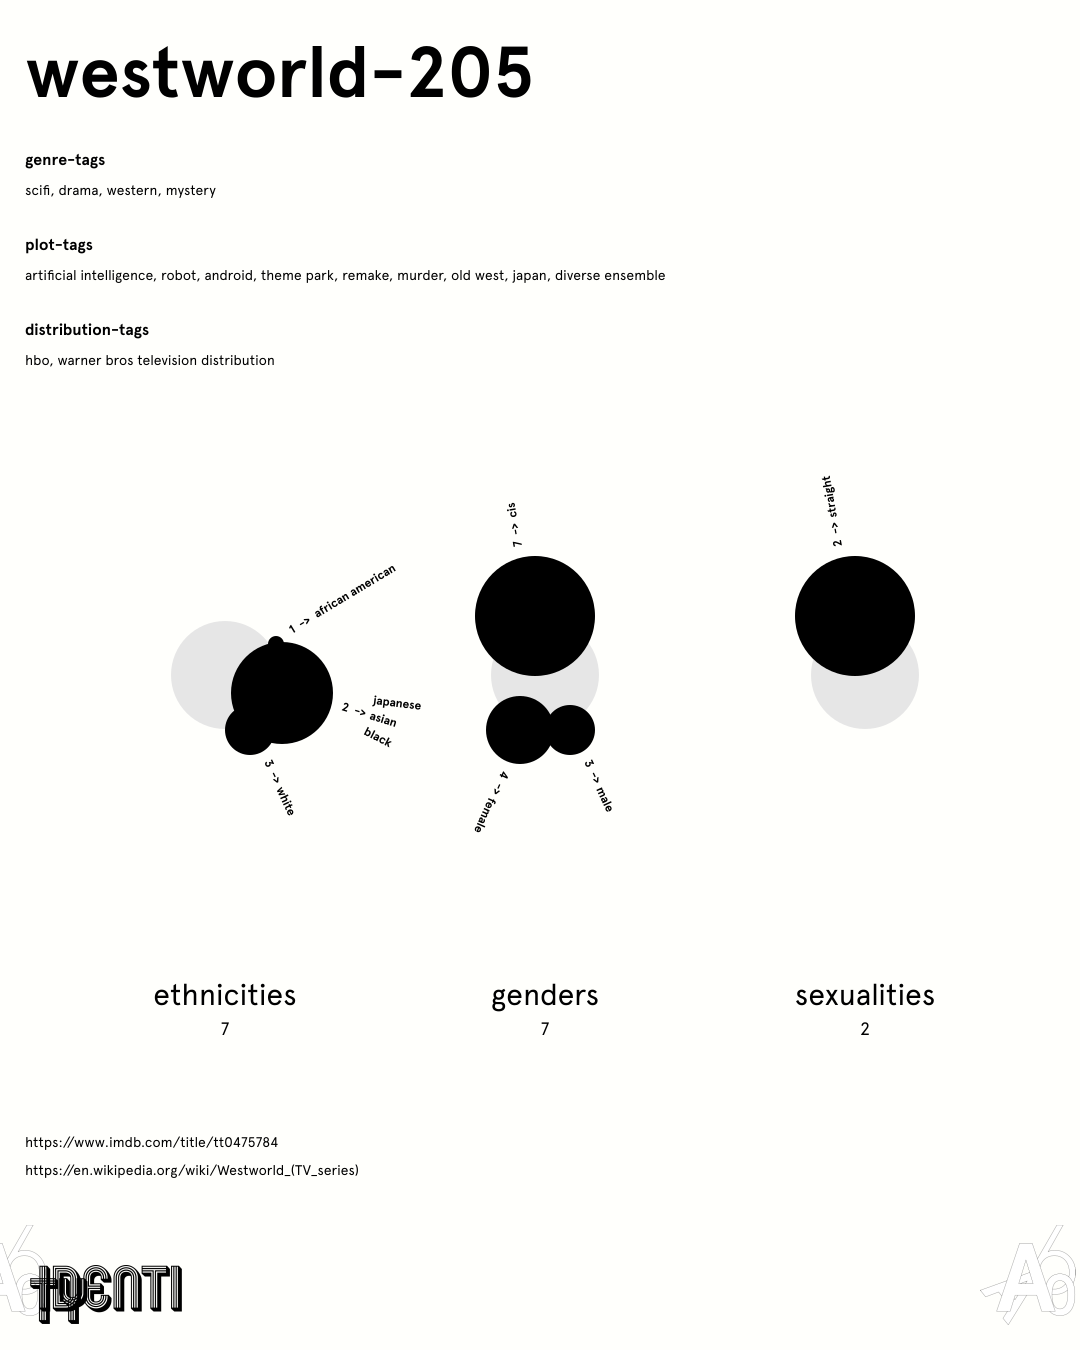 westworld-205
genre-tags
scifi, drama, western, mystery
plot-tags
artificial intelligence, robot, android, theme park, remake, murder, old west, japan, diverse ensemble
distribution-tags
hbo, warner bros television distribution
1 -> african american
2 -> japanese
asian
black
3 -> white
7 -> cis
4 -> female
3 -> male
2 -> straight
ethnicities
7
genders
7
sexualities
2
https://www.imdb.com/title/tt0475784
https://en.wikipedia.org/wiki/Westworld_(TV_series)
IDENTI
TY